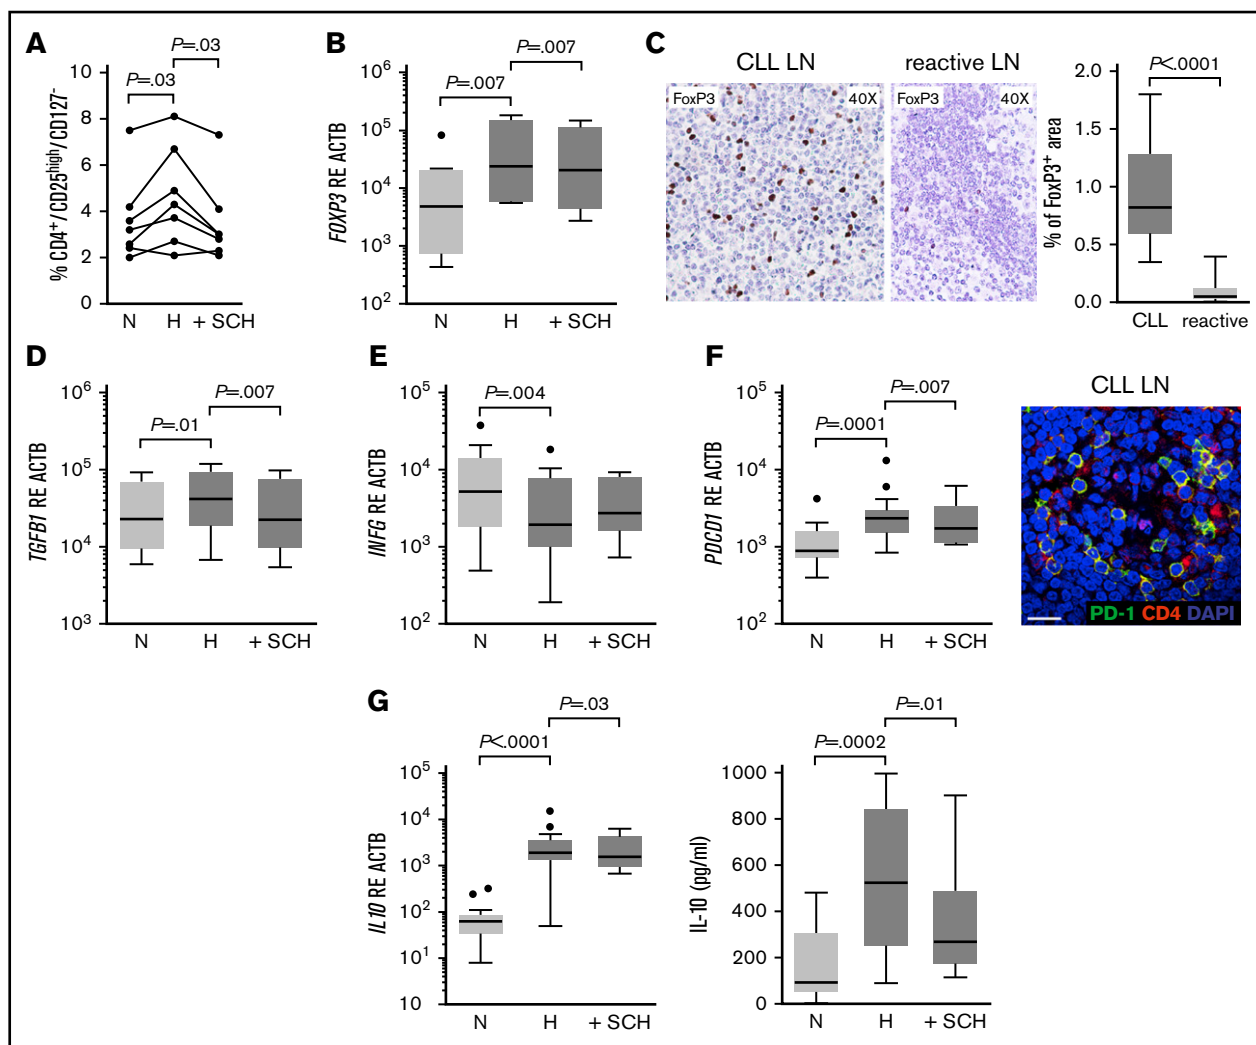 A
P=.03
P=.03
% CD4+/CD25high/CD127-
10
8
6
4
2
0
N H + SCH
B
P=.007
P=.007
FOXP3 RE ACTB
10^6
10^5
10^4
10^3
10^2
N H + SCH
C
CLL LN
reactive LN
FoxP3 40X
FoxP3 40X
P<.0001
% of FoxP3+ area
2.0
1.5
1.0
0.5
0.0
CLL reactive
D
P=.007
P=.01
TGFB1 RE ACTB
10^6
10^5
10^4
10^3
N H + SCH
E
P=.004
INFG RE ACTB
10^5
10^4
10^3
10^2
N H + SCH
F
P=.007
P=.0001
PDCD1 RE ACTB
10^5
10^4
10^3
10^2
N H + SCH
CLL LN
PD-1 CD4 DAPI
G
P=.03
P<.0001
IL10 RE ACTB
10^5
10^4
10^3
10^2
10^1
10
N H + SCH
P=.01
P=.0002
IL-10 (pg/ml)
1000
800
600
400
200
0
N H + SCH